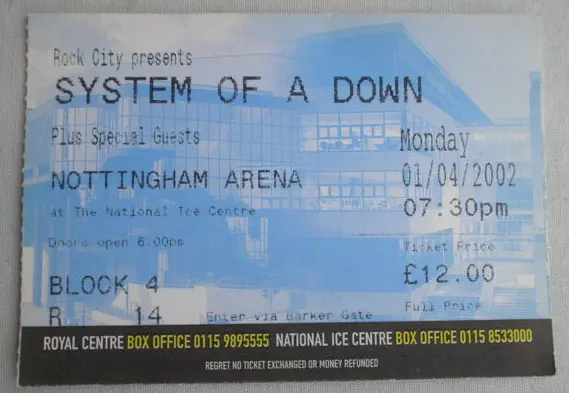 Rock City presents
SYSTEM OF A DOWN
Plus Special Guests
Monday
NOTTINGHAM ARENA
01/04/2002
at The National Ice Centre
07:30pm
Doors open 6.00pm
Ticket Price
BLOCK 4
£12.00
R 14
Enter via Barker Gate
Full Price
ROYAL CENTRE BOX OFFICE 0115 9895555 NATIONAL ICE CENTRE BOX OFFICE 0115 8533000
REGRET NO TICKET EXCHANGED OR MONEY REFUNDED